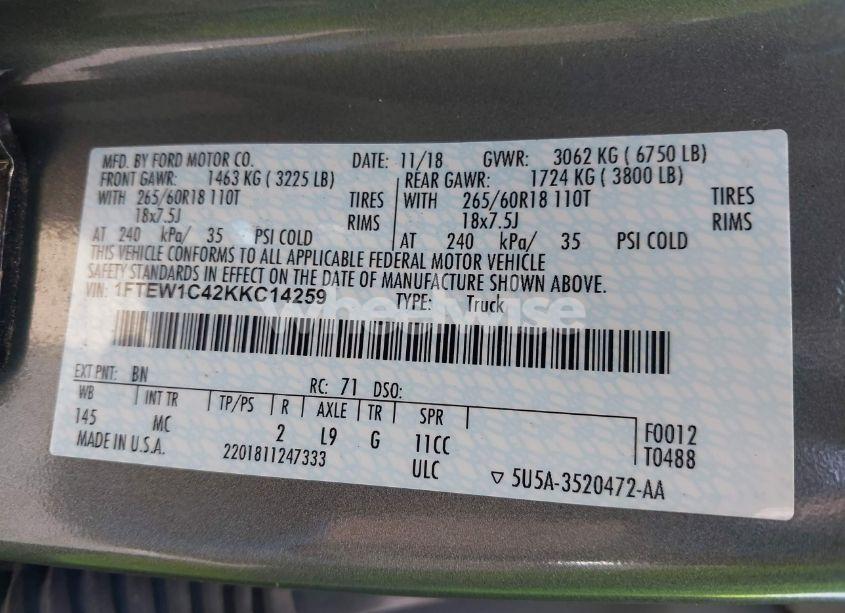 MFD. BY FORD MOTOR CO. DATE: 11/18 GVWR: 3062 KG ( 6750 LB)
FRONT GAWR: 1463 KG ( 3225 LB) REAR GAWR: 1724 KG ( 3800 LB)
WITH 265/60R18 110T TIRES WITH 265/60R18 110T TIRES
18x7.5J RIMS 18x7.5J RIMS
AT 240 kPa/ 35 PSI COLD AT 240 kPa/ 35 PSI COLD
THIS VEHICLE CONFORMS TO ALL APPLICABLE FEDERAL MOTOR VEHICLE
SAFETY STANDARDS IN EFFECT ON THE DATE OF MANUFACTURE SHOWN ABOVE.
VIN: 1FTEW1C42KKC14259 TYPE: Truck
wheelwise
EXT PNT: BN RC: 71 DSO:
WB INT TR TP/PS R AXLE TR SPR
145 MC 2 L9 G 11CC F0012
MADE IN U.S.A. 2201811247333 ULC T0488
▽ 5U5A-3520472-AA